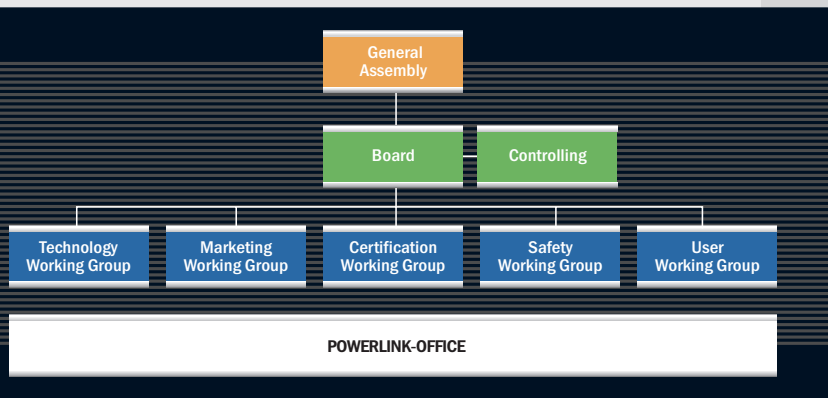 General
Assembly
Board
Controlling
Technology
Working Group
Marketing
Working Group
Certification
Working Group
Safety
Working Group
User
Working Group
POWERLINK-OFFICE